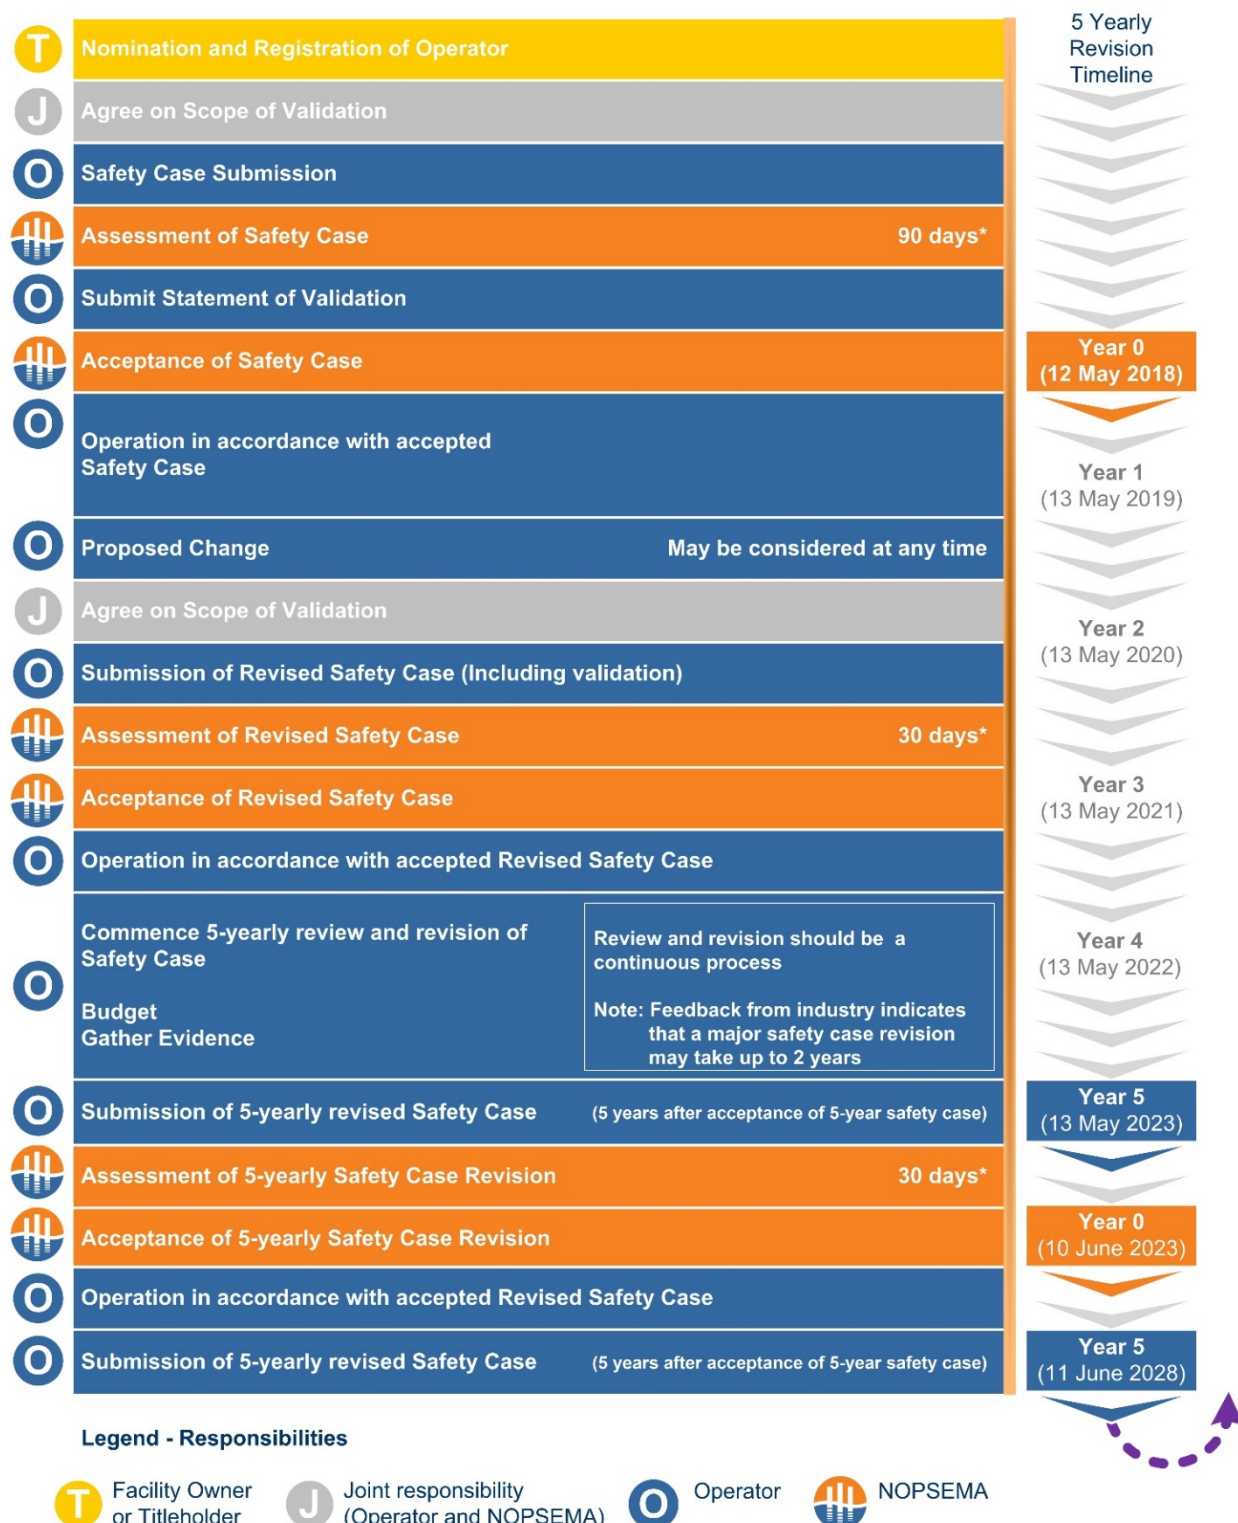 5 Yearly
Revision
Timeline
T
Nomination and Registration of Operator
J
Agree on Scope of Validation
O
Safety Case Submission
Assessment of Safety Case 90 days*
O
Submit Statement of Validation
Acceptance of Safety Case
Year 0
(12 May 2018)
O
Operation in accordance with accepted
Safety Case
Year 1
(13 May 2019)
O
Proposed Change May be considered at any time
J
Agree on Scope of Validation
Year 2
(13 May 2020)
O
Submission of Revised Safety Case (Including validation)
Assessment of Revised Safety Case 30 days*
Acceptance of Revised Safety Case
Year 3
(13 May 2021)
O
Operation in accordance with accepted Revised Safety Case
O
Commence 5-yearly review and revision of
Safety Case
Budget
Gather Evidence
Review and revision should be a
continuous process
Note: Feedback from industry indicates
that a major safety case revision
may take up to 2 years
Year 4
(13 May 2022)
O
Submission of 5-yearly revised Safety Case (5 years after acceptance of 5-year safety case)
Year 5
(13 May 2023)
Assessment of 5-yearly Safety Case Revision 30 days*
Acceptance of 5-yearly Safety Case Revision
Year 0
(10 June 2023)
O
Operation in accordance with accepted Revised Safety Case
O
Submission of 5-yearly revised Safety Case (5 years after acceptance of 5-year safety case)
Year 5
(11 June 2028)
Legend - Responsibilities
T
Facility Owner
or Titleholder
J
Joint responsibility
(Operator and NOPSEMA)
O
Operator
NOPSEMA